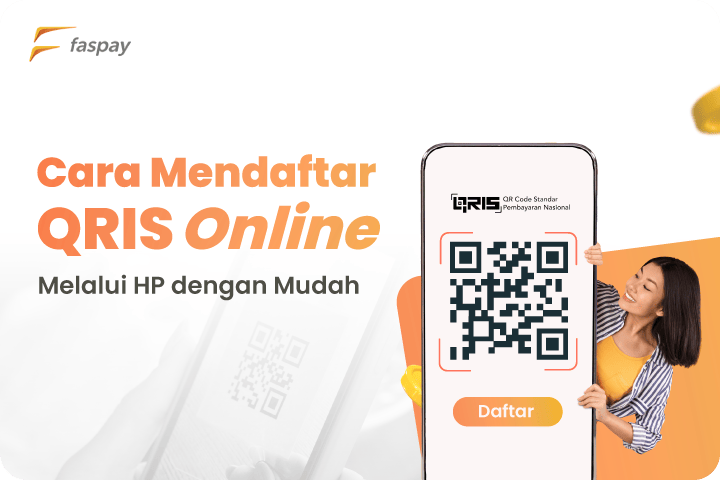 faspay
Cara Mendaftar
QRIS Online
Melalui HP dengan Mudah
QRIS QR Code Standar
Pembayaran Nasional
Daftar